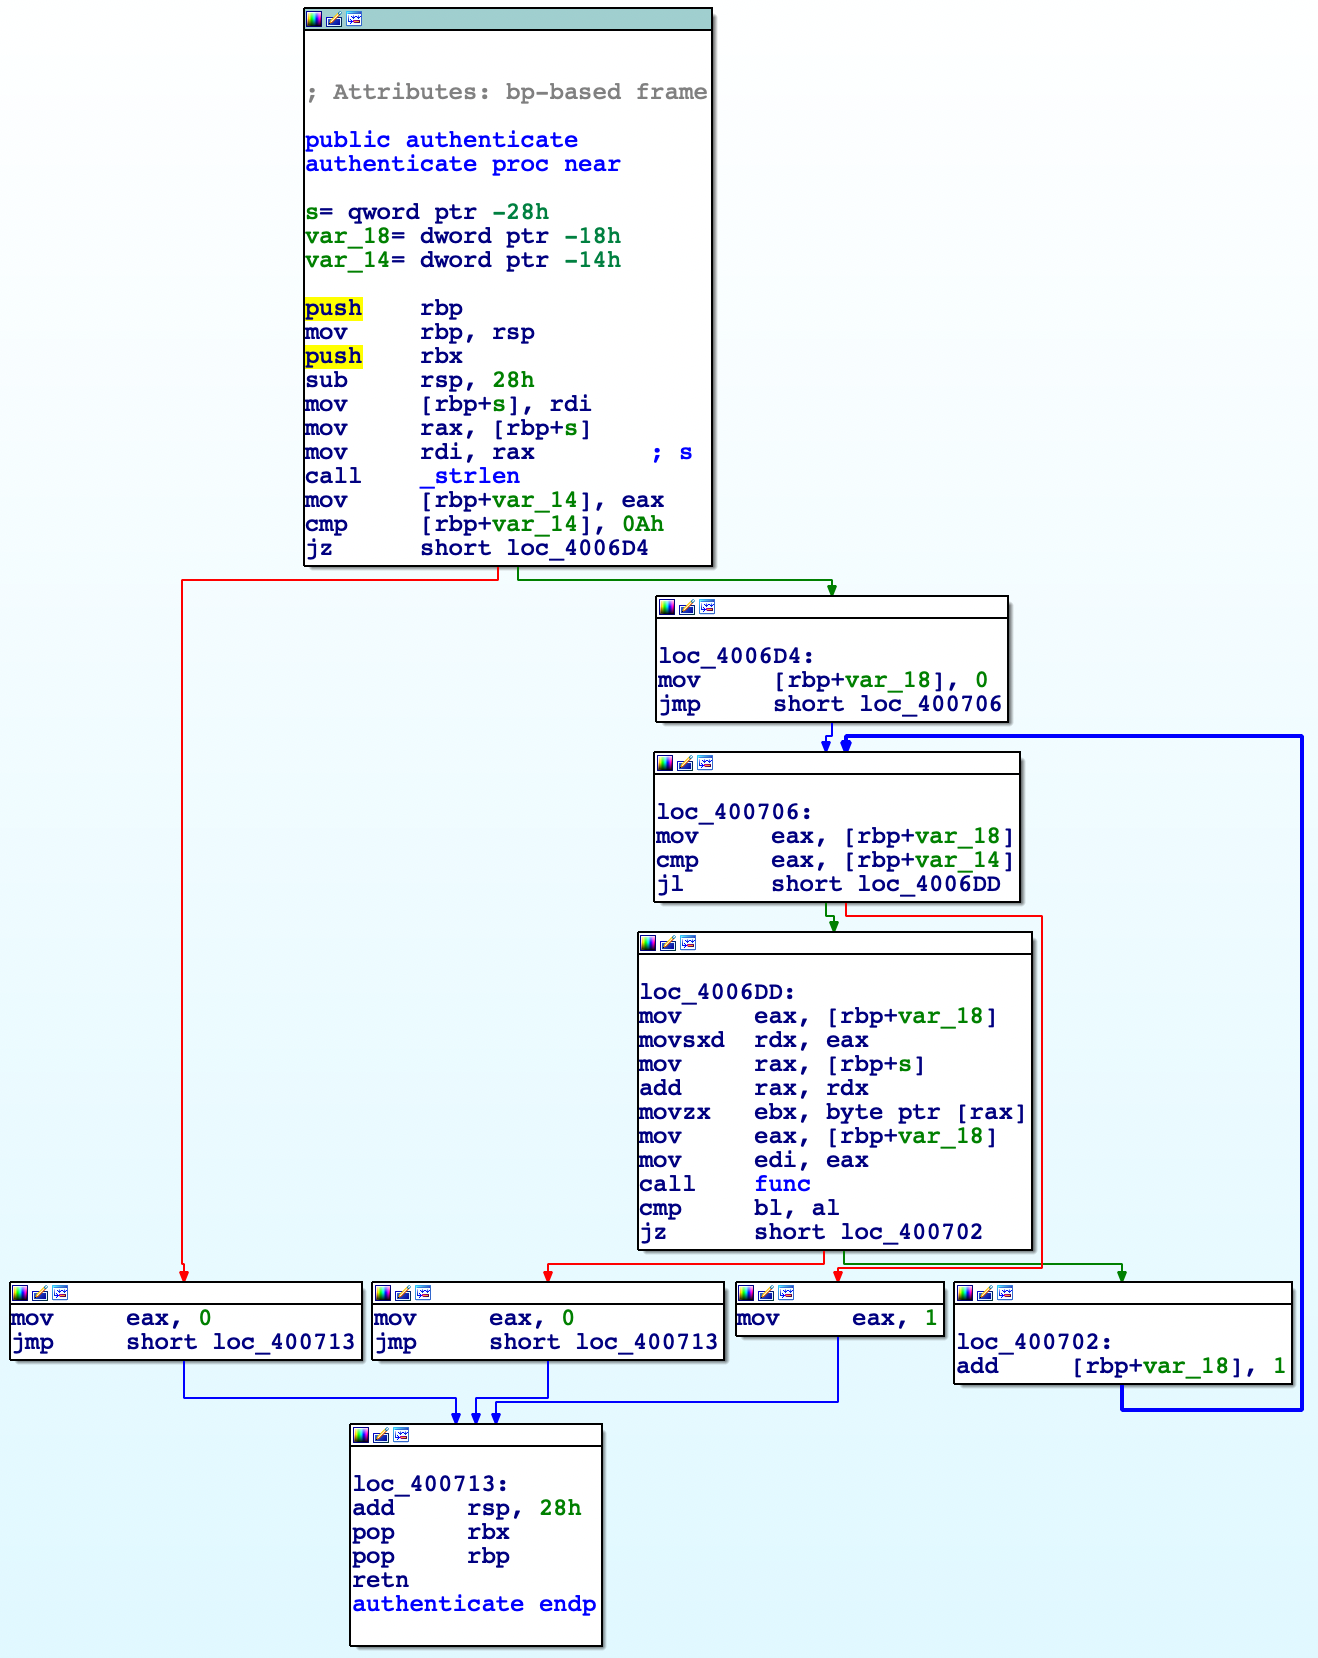 ; Attributes: bp-based frame
public authenticate
authenticate proc near
s= qword ptr -28h
var_18= dword ptr -18h
var_14= dword ptr -14h
push rbp
mov rbp, rsp
push rbx
sub rsp, 28h
mov [rbp+s], rdi
mov rax, [rbp+s]
mov rdi, rax ; s
call _strlen
mov [rbp+var_14], eax
cmp [rbp+var_14], 0Ah
jz short loc_4006D4
loc_4006D4:
mov [rbp+var_18], 0
jmp short loc_400706
loc_400706:
mov eax, [rbp+var_18]
cmp eax, [rbp+var_14]
jl short loc_4006DD
loc_4006DD:
mov eax, [rbp+var_18]
movsxd rdx, eax
mov rax, [rbp+s]
add rax, rdx
movzx ebx, byte ptr [rax]
mov eax, [rbp+var_18]
mov edi, eax
call func
cmp bl, al
jz short loc_400702
mov eax, 0
jmp short loc_400713
mov eax, 0
jmp short loc_400713
mov eax, 1
loc_400702:
add [rbp+var_18], 1
loc_400713:
add rsp, 28h
pop rbx
pop rbp
retn
authenticate endp